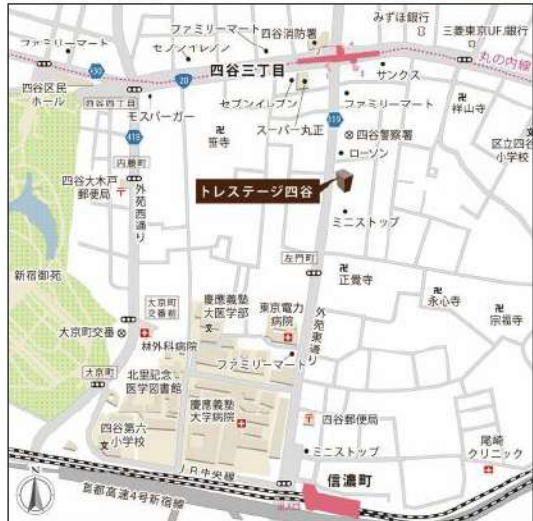 みずほ銀行
ファミリーマート
四谷消防署
三菱東京UFJ銀行
ファミリーマート
セブンイレブン
丸の内線
四谷三丁目
サンクス
430
20
四谷区民
ホール
四谷四丁目
モスバーガー
セブンイレブン
ファミリーマート
祥山寺
319
スーパー丸正
418
笹寺
四谷警察署
区立四谷
小学校
内藤町
ローソン
四谷大木戸
郵便局
トレステージ四谷
外苑西通り
ミニストップ
左門町
新宿御苑
正覚寺
大京町
交番前
慶應義塾
大医学部
東京電力
病院
永心寺
宗福寺
大京町交番
外苑東通り
林外科病院
ファミリーマート
大京町
北里記念
医学図書館
慶應義塾
大学病院
四谷郵便局
四谷第六
小学校
ミニストップ
尾崎
クリニック
JR中央線
信濃町
N
首都高速4号新宿線
出入口